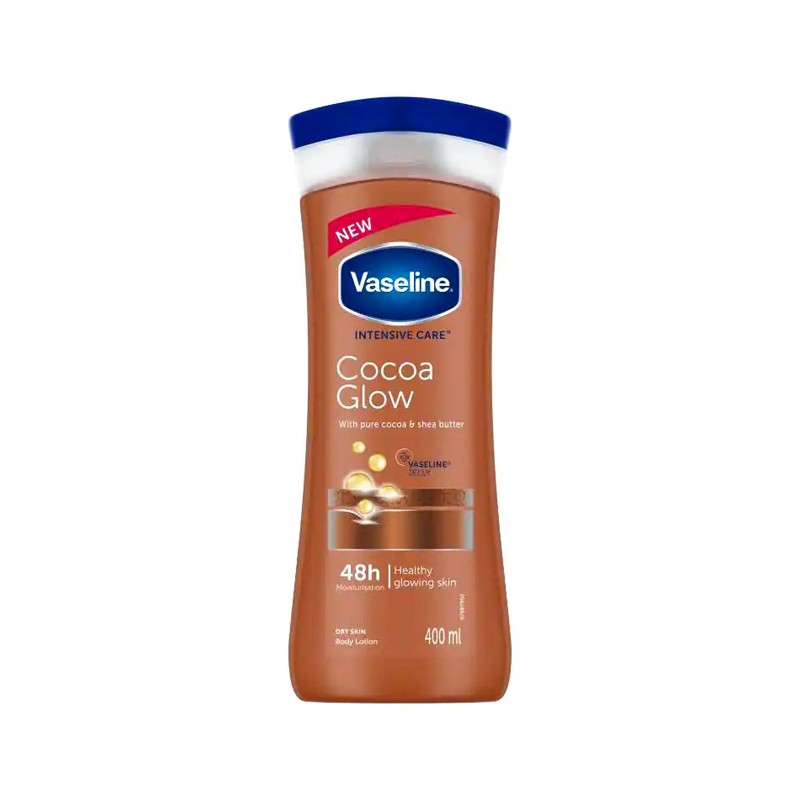 NEW
Vaseline®
INTENSIVE CARE™
Cocoa
Glow
With pure cocoa & shea butter
VASELINE®
JELLY
48h
Moisturisation
Healthy
glowing skin
DRY SKIN
Body Lotion
400 ml